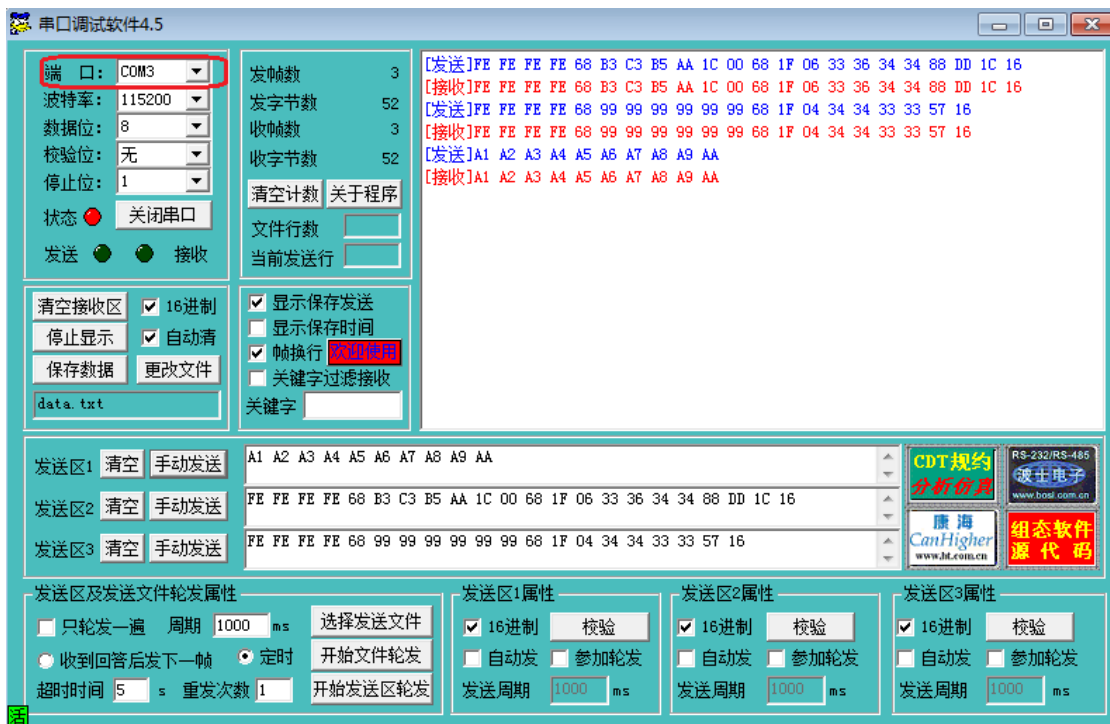 串口调试软件4.5
端 口： COM3
波特率： 115200
数据位： 8
校验位： 无
停止位： 1
状态 关闭串口
发送 接收
发帧数 3
发字节数 52
收帧数 3
收字节数 52
清空计数 关于程序
文件行数
当前发送行
[发送]FE FE FE FE 68 B3 C3 B5 AA 1C 00 68 1F 06 33 36 34 34 88 DD 1C 16
[接收]FE FE FE FE 68 B3 C3 B5 AA 1C 00 68 1F 06 33 36 34 34 88 DD 1C 16
[发送]FE FE FE FE 68 99 99 99 99 99 99 68 1F 04 34 34 33 33 57 16
[接收]FE FE FE FE 68 99 99 99 99 99 99 68 1F 04 34 34 33 33 57 16
[发送]A1 A2 A3 A4 A5 A6 A7 A8 A9 AA
[接收]A1 A2 A3 A4 A5 A6 A7 A8 A9 AA
清空接收区 16进制
停止显示 自动清
保存数据 更改文件
data.txt
显示保存发送
显示保存时间
帧换行 欢迎使用
关键字过滤接收
关键字
发送区1 清空 手动发送 A1 A2 A3 A4 A5 A6 A7 A8 A9 AA
发送区2 清空 手动发送 FE FE FE FE 68 B3 C3 B5 AA 1C 00 68 1F 06 33 36 34 34 88 DD 1C 16
发送区3 清空 手动发送 FE FE FE FE 68 99 99 99 99 99 99 68 1F 04 34 34 33 33 57 16
CDT规约
分析仿真
RS-232/RS-485
波士电子
www.bosi.com.cn
康海
CanHigher
www.ht.com.cn
组态软件
源代码
发送区及发送文件轮发属性
只轮发一遍 周期 1000 ms 选择发送文件
收到回答后发下一帧 定时 开始文件轮发
超时时间 5 s 重发次数 1 开始发送区轮发
发送区1属性
16进制 校验
自动发 参加轮发
发送周期 1000 ms
发送区2属性
16进制 校验
自动发 参加轮发
发送周期 1000 ms
发送区3属性
16进制 校验
自动发 参加轮发
发送周期 1000 ms
活